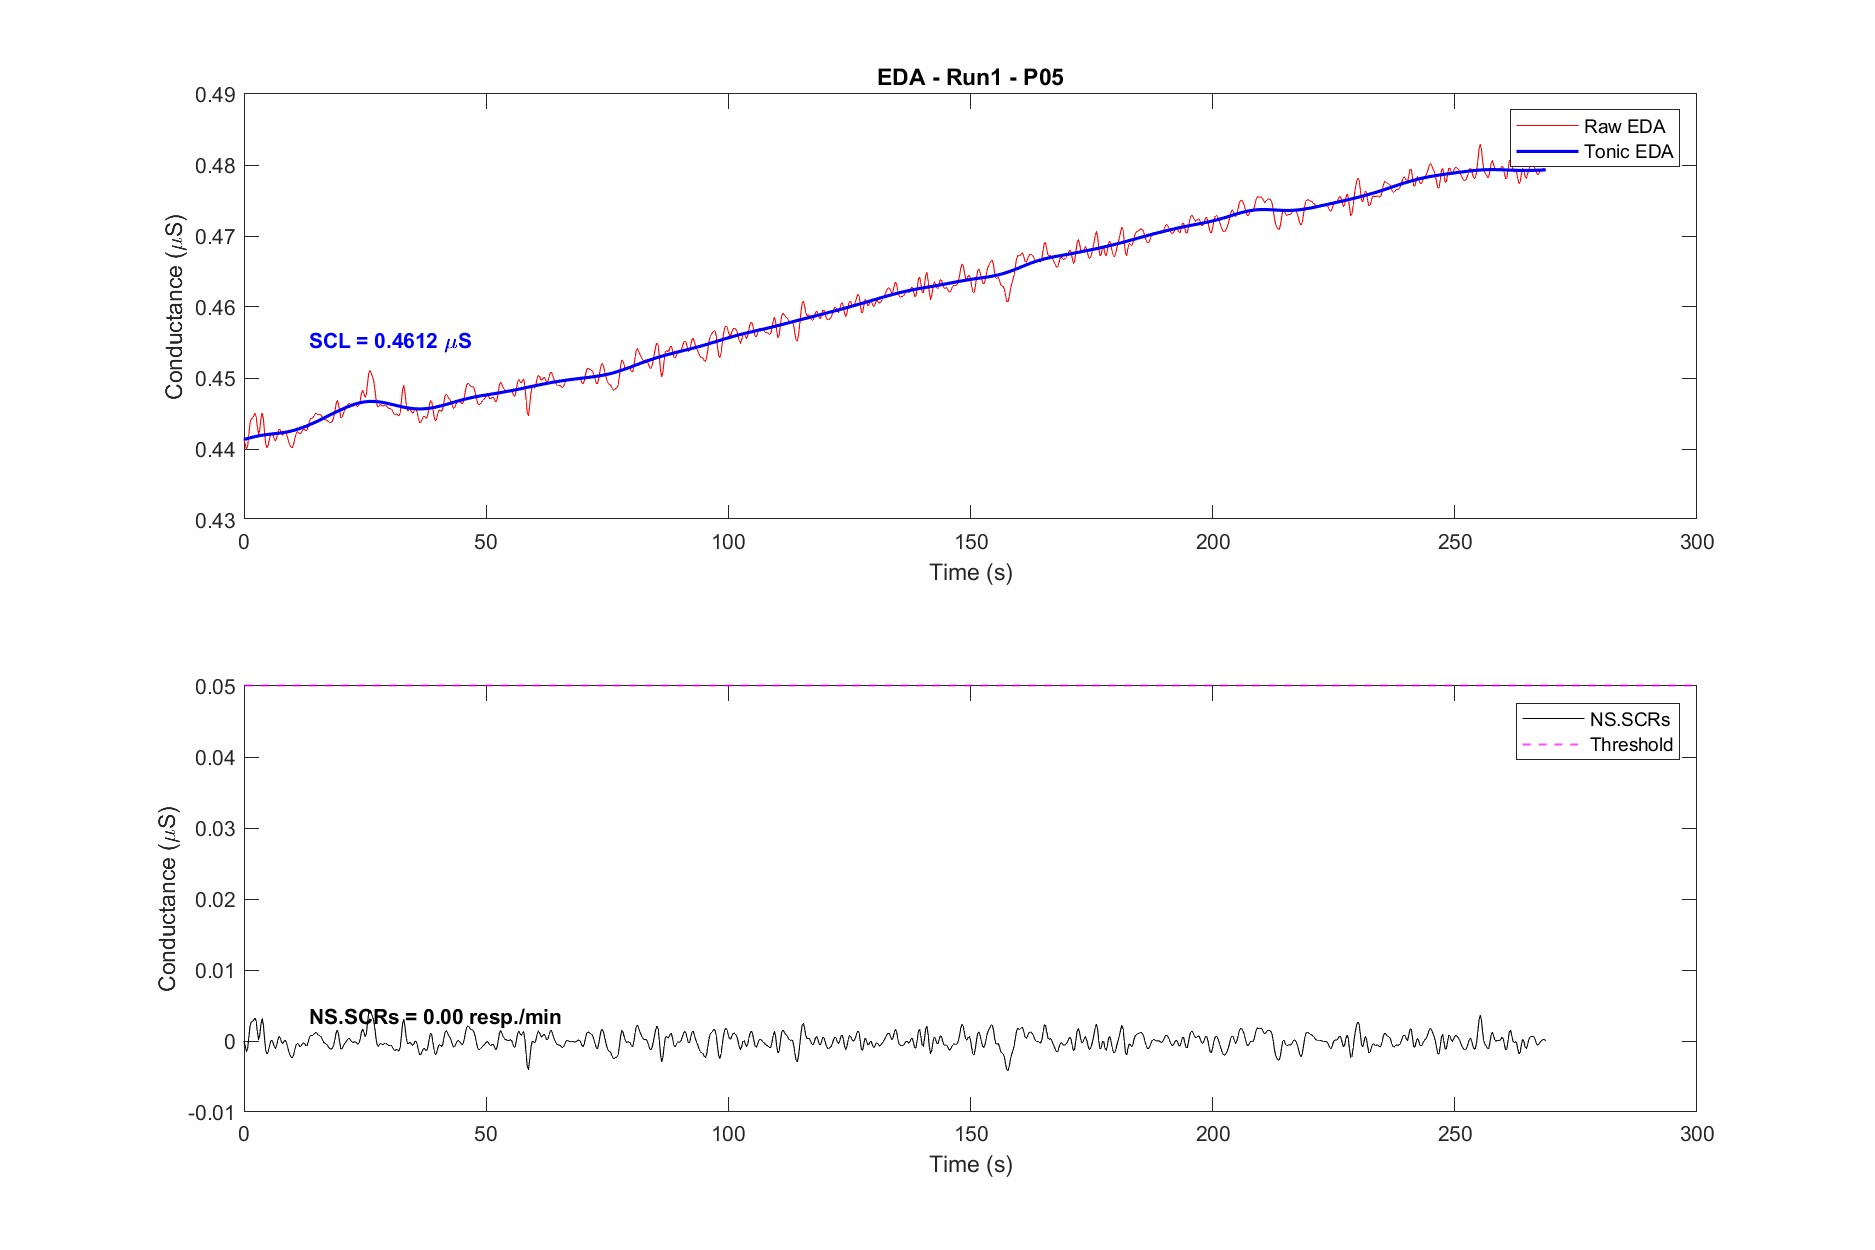 EDA - Run1 - P05
0.49
0.48
0.47
0.46
0.45
0.44
0.43
Conductance (μS)
Raw EDA
Tonic EDA
SCL = 0.4612 μS
0 50 100 150 200 250 300
Time (s)
0.05
0.04
0.03
0.02
0.01
0
-0.01
Conductance (μS)
NS.SCRs
Threshold
NS.SCRs = 0.00 resp./min
0 50 100 150 200 250 300
Time (s)